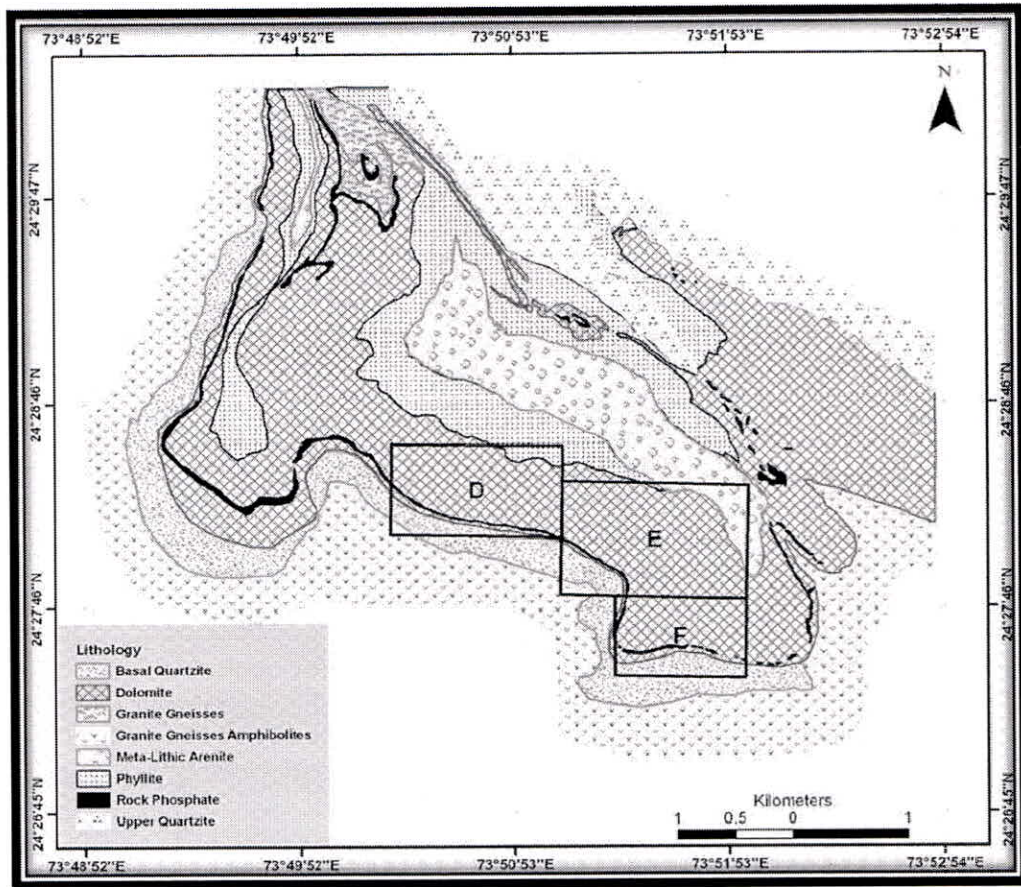 73°48'52"E 73°49'52"E 73°50'53"E 73°51'53"E 73°52'54"E
N
24°29'47"N 24°29'47"N
24°28'46"N 24°28'46"N
D
E
24°27'46"N 24°27'46"N
F
Lithology
Basal Quartzite
Dolomite
Granite Gneisses
Granite Gneisses Amphibolites
Meta-Lithic Arenite
Phyllite
Rock Phosphate
Upper Quartzite
Kilometers
1 0.5 0 1
24°26'45"N 24°26'45"N
73°48'52"E 73°49'52"E 73°50'53"E 73°51'53"E 73°52'54"E